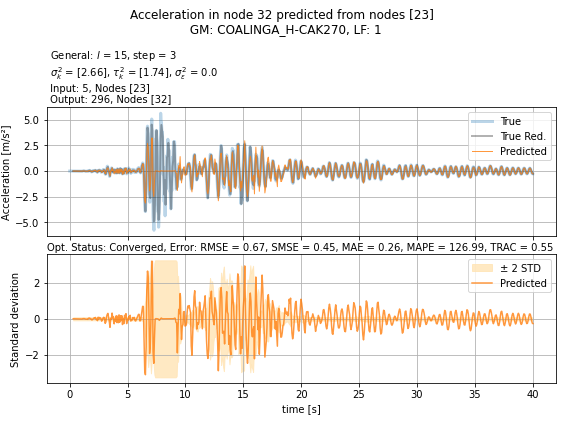 Acceleration in node 32 predicted from nodes [23]
GM: COALINGA_H-CAK270, LF: 1
General: l = 15, step = 3
σ²ₖ = [2.66], τ²ₖ = [1.74], σ²ε = 0.0
Input: 5, Nodes [23]
Output: 296, Nodes [32]
Acceleration [m/s²]
5.0
2.5
0.0
−2.5
−5.0
True
True Red.
Predicted
Opt. Status: Converged, Error: RMSE = 0.67, SMSE = 0.45, MAE = 0.26, MAPE = 126.99, TRAC = 0.55
Standard deviation
2
0
−2
± 2 STD
Predicted
0 5 10 15 20 25 30 35 40
time [s]